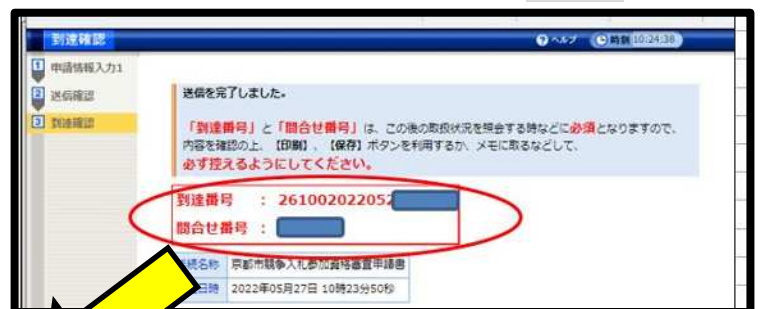 到達確認
ヘルプ 時刻 10:24:38
1 申請情報入力1
2 送信確認
3 到達確認
送信を完了しました。
「到達番号」と「問合せ番号」は、この後の取扱状況を照会する時などに必須となりますので、
内容を確認の上、【印刷】、【保存】ボタンを利用するか、メモに取るなどして、
必ず控えるようにしてください。
到達番号 : 261002022052
問合せ番号 :
続名称 京都市競争入札参加資格審査申請書
日時 2022年05月27日 10時23分50秒